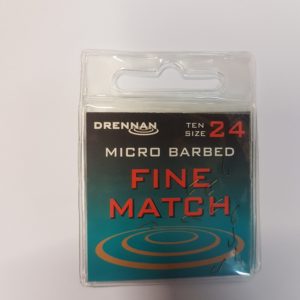 DRENNAN
TEN SIZE 24
MICRO BARBED
FINE
MATCH